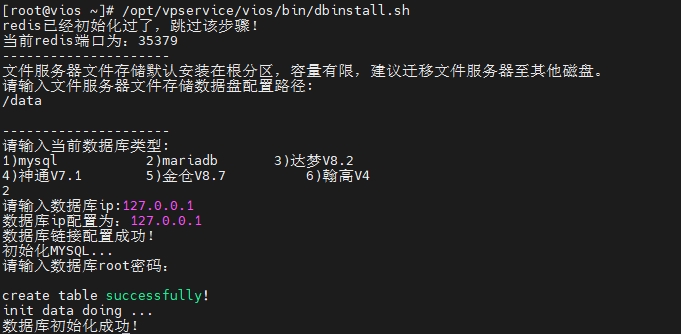 [root@vios ~]# /opt/vpservice/vios/bin/dbinstall.sh
redis已经初始化过了，跳过该步骤！
当前redis端口为：35379
---------------------
文件服务器文件存储默认安装在根分区，容量有限，建议迁移文件服务器至其他磁盘。
请输入文件服务器文件存储数据盘配置路径：
/data
---------------------
请输入当前数据库类型：
1)mysql 2)mariadb 3)达梦V8.2
4)神通V7.1 5)金仓V8.7 6)翰高V4
2
请输入数据库ip:127.0.0.1
数据库ip配置为：127.0.0.1
数据库链接配置成功！
初始化MYSQL...
请输入数据库root密码：
create table successfully!
init data doing ...
数据库初始化成功！